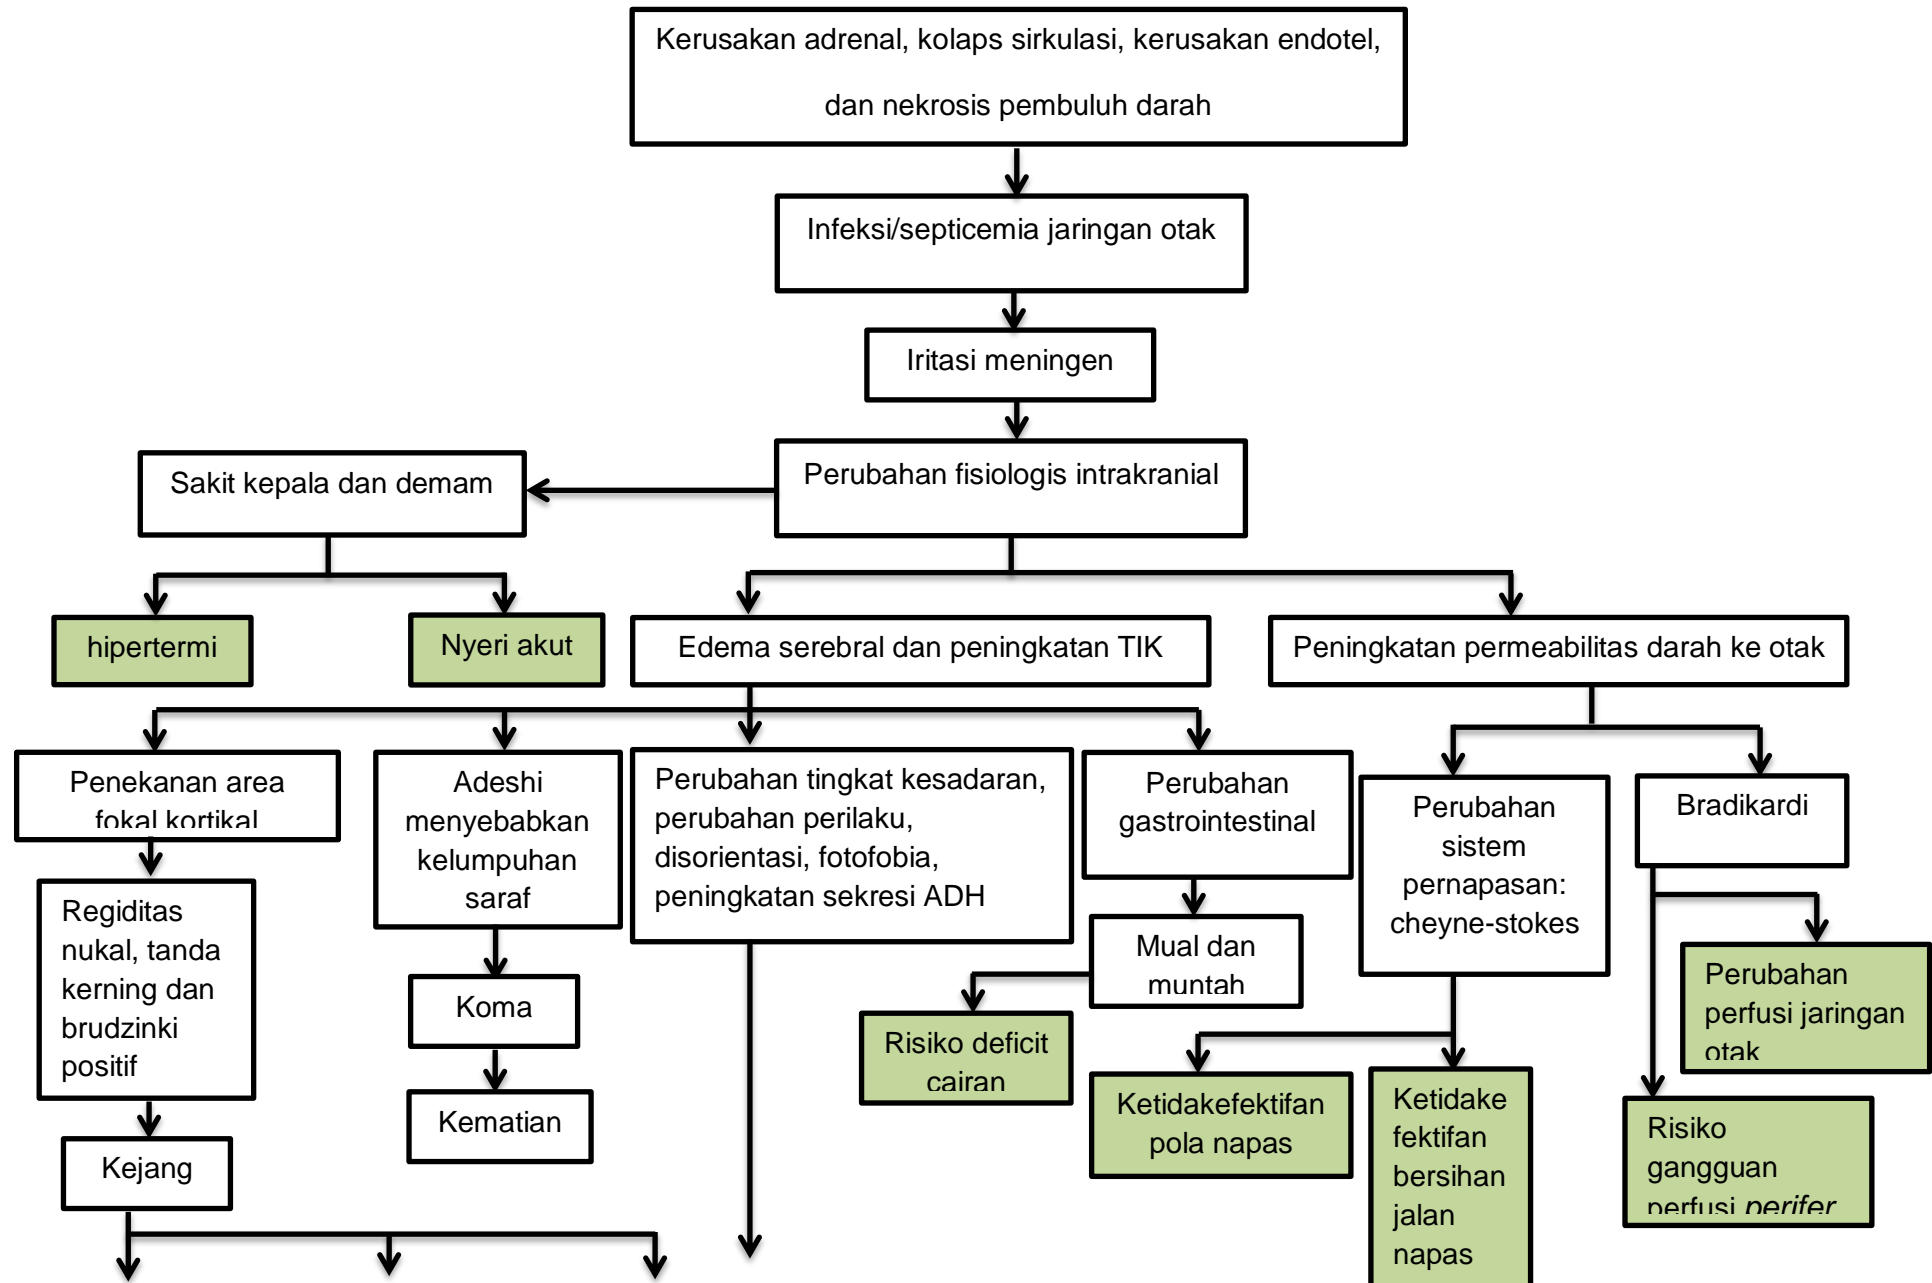 Kerusakan adrenal, kolaps sirkulasi, kerusakan endotel,
dan nekrosis pembuluh darah
Infeksi/septicemia jaringan otak
Iritasi meningen
Sakit kepala dan demam
Perubahan fisiologis intrakranial
hipertermi
Nyeri akut
Edema serebral dan peningkatan TIK
Peningkatan permeabilitas darah ke otak
Penekanan area
fokal kortikal
Adeshi
menyebabkan
kelumpuhan
saraf
Perubahan tingkat kesadaran,
perubahan perilaku,
disorientasi, fotofobia,
peningkatan sekresi ADH
Perubahan
gastrointestinal
Perubahan
sistem
pernapasan:
cheyne-stokes
Bradikardi
Regiditas
nukal, tanda
kerning dan
brudzinki
positif
Koma
Mual dan
muntah
Perubahan
perfusi jaringan
otak
Risiko deficit
cairan
Kematian
Ketidakefektifan
pola napas
Ketidake
fektifan
bersihan
jalan
napas
Risiko
gangguan
perfusi perifer
Kejang